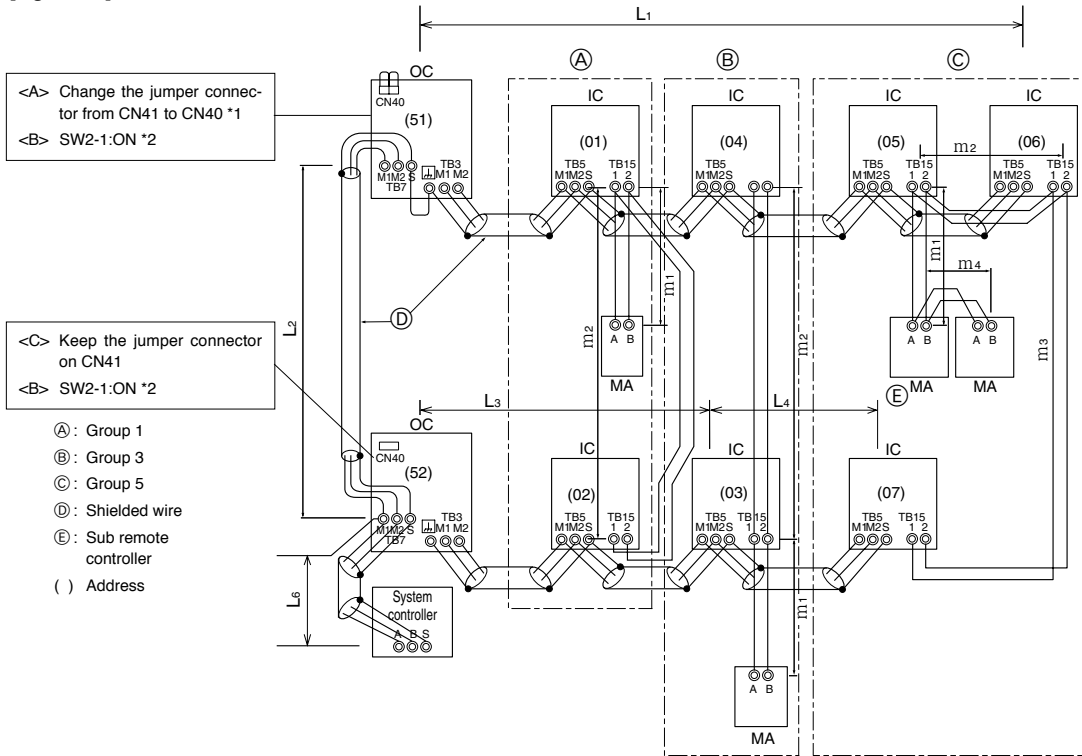 L1
Ⓐ
Ⓑ
Ⓒ
<A> Change the jumper connec-
tor from CN41 to CN40 *1
<B> SW2-1:ON *2
OC
CN40
(51)
M1M2 S
TB7
TB3
M1 M2
IC
(01)
TB5
M1M2S
TB15
1 2
IC
(04)
TB5
M1M2S
IC
(05)
TB5
M1M2S
TB15
1 2
m2
IC
(06)
TB5
M1M2S
TB15
1 2
L2
Ⓓ
m2
m1
A B
MA
m2
m1
m4
A B
MA
A B
MA
Ⓔ
m3
<C> Keep the jumper connector
on CN41
<B> SW2-1:ON *2
L3
L4
Ⓐ: Group 1
Ⓑ: Group 3
Ⓒ: Group 5
Ⓓ: Shielded wire
Ⓔ: Sub remote
controller
( ) Address
OC
CN40
(52)
M1M2 S
TB7
TB3
M1 M2
IC
(02)
TB5
M1M2S
TB15
1 2
IC
(03)
TB5
M1M2S
TB15
1 2
IC
(07)
TB5
M1M2S
TB15
1 2
L6
System
controller
A B S
m1
A B
MA